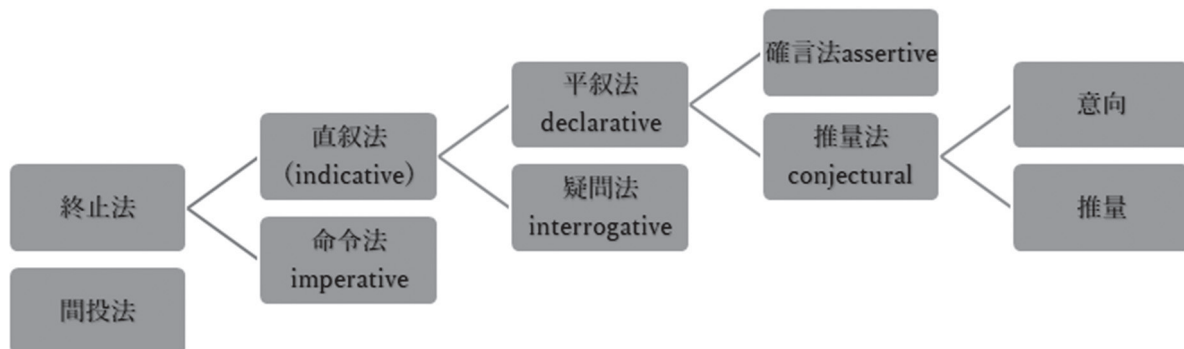 終止法
間投法
直叙法
(indicative)
命令法
imperative
平叙法
declarative
疑問法
interrogative
確言法assertive
推量法
conjectural
意向
推量